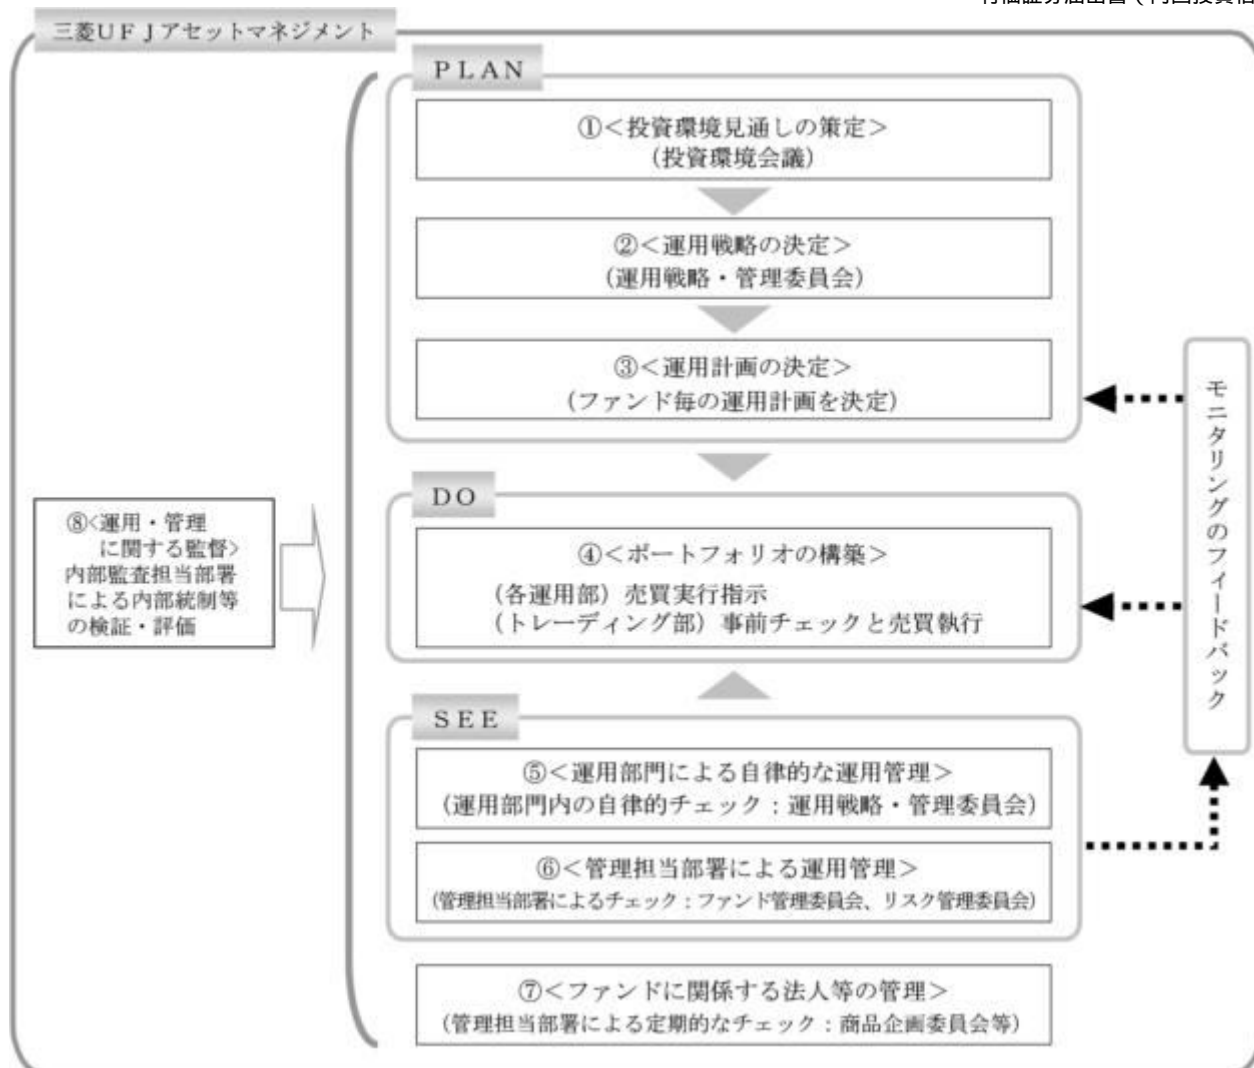 三菱UFJアセットマネジメント
PLAN
①<投資環境見通しの策定>
(投資環境会議)
②<運用戦略の決定>
(運用戦略・管理委員会)
③<運用計画の決定>
(ファンド毎の運用計画を決定)
DO
④<ポートフォリオの構築>
(各運用部) 売買実行指示
(トレーディング部) 事前チェックと売買執行
SEE
⑤<運用部門による自律的な運用管理>
(運用部門内の自律的チェック:運用戦略・管理委員会)
⑥<管理担当部署による運用管理>
(管理担当部署によるチェック:ファンド管理委員会、リスク管理委員会)
⑦<ファンドに関係する法人等の管理>
(管理担当部署による定期的なチェック:商品企画委員会等)
⑧<運用・管理
に関する監督>
内部監査担当部署
による内部統制等
の検証・評価
モニタリングのフィードバック